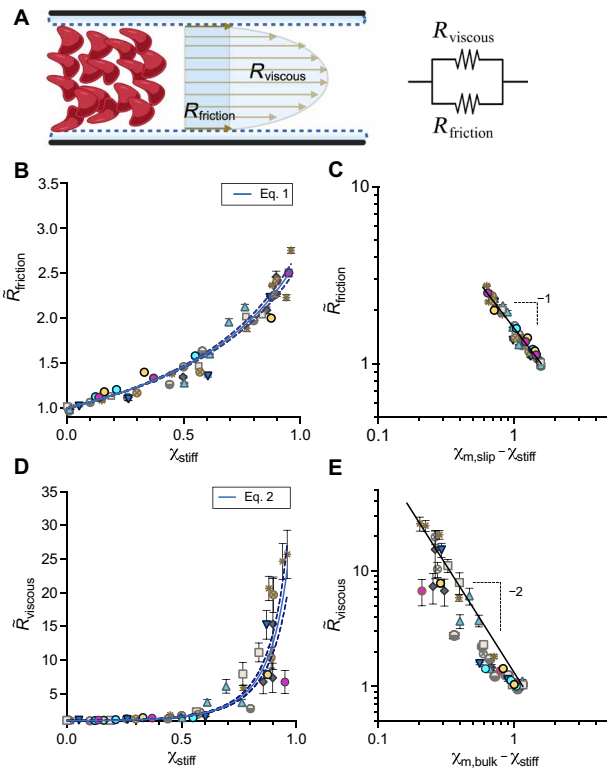 A
R_viscous
R_friction
R_viscous
R_friction
B
3.5
3.0
2.5
2.0
1.5
1.0
R̃_friction
Eq. 1
0.0
0.5
1.0
χ_stiff
C
10
1
R̃_friction
−1
0.1
1
χ_m,slip − χ_stiff
D
35
30
25
20
15
10
5
R̃_viscous
Eq. 2
0.0
0.5
1.0
χ_stiff
E
10
1
R̃_viscous
−2
0.1
1
χ_m,bulk − χ_stiff